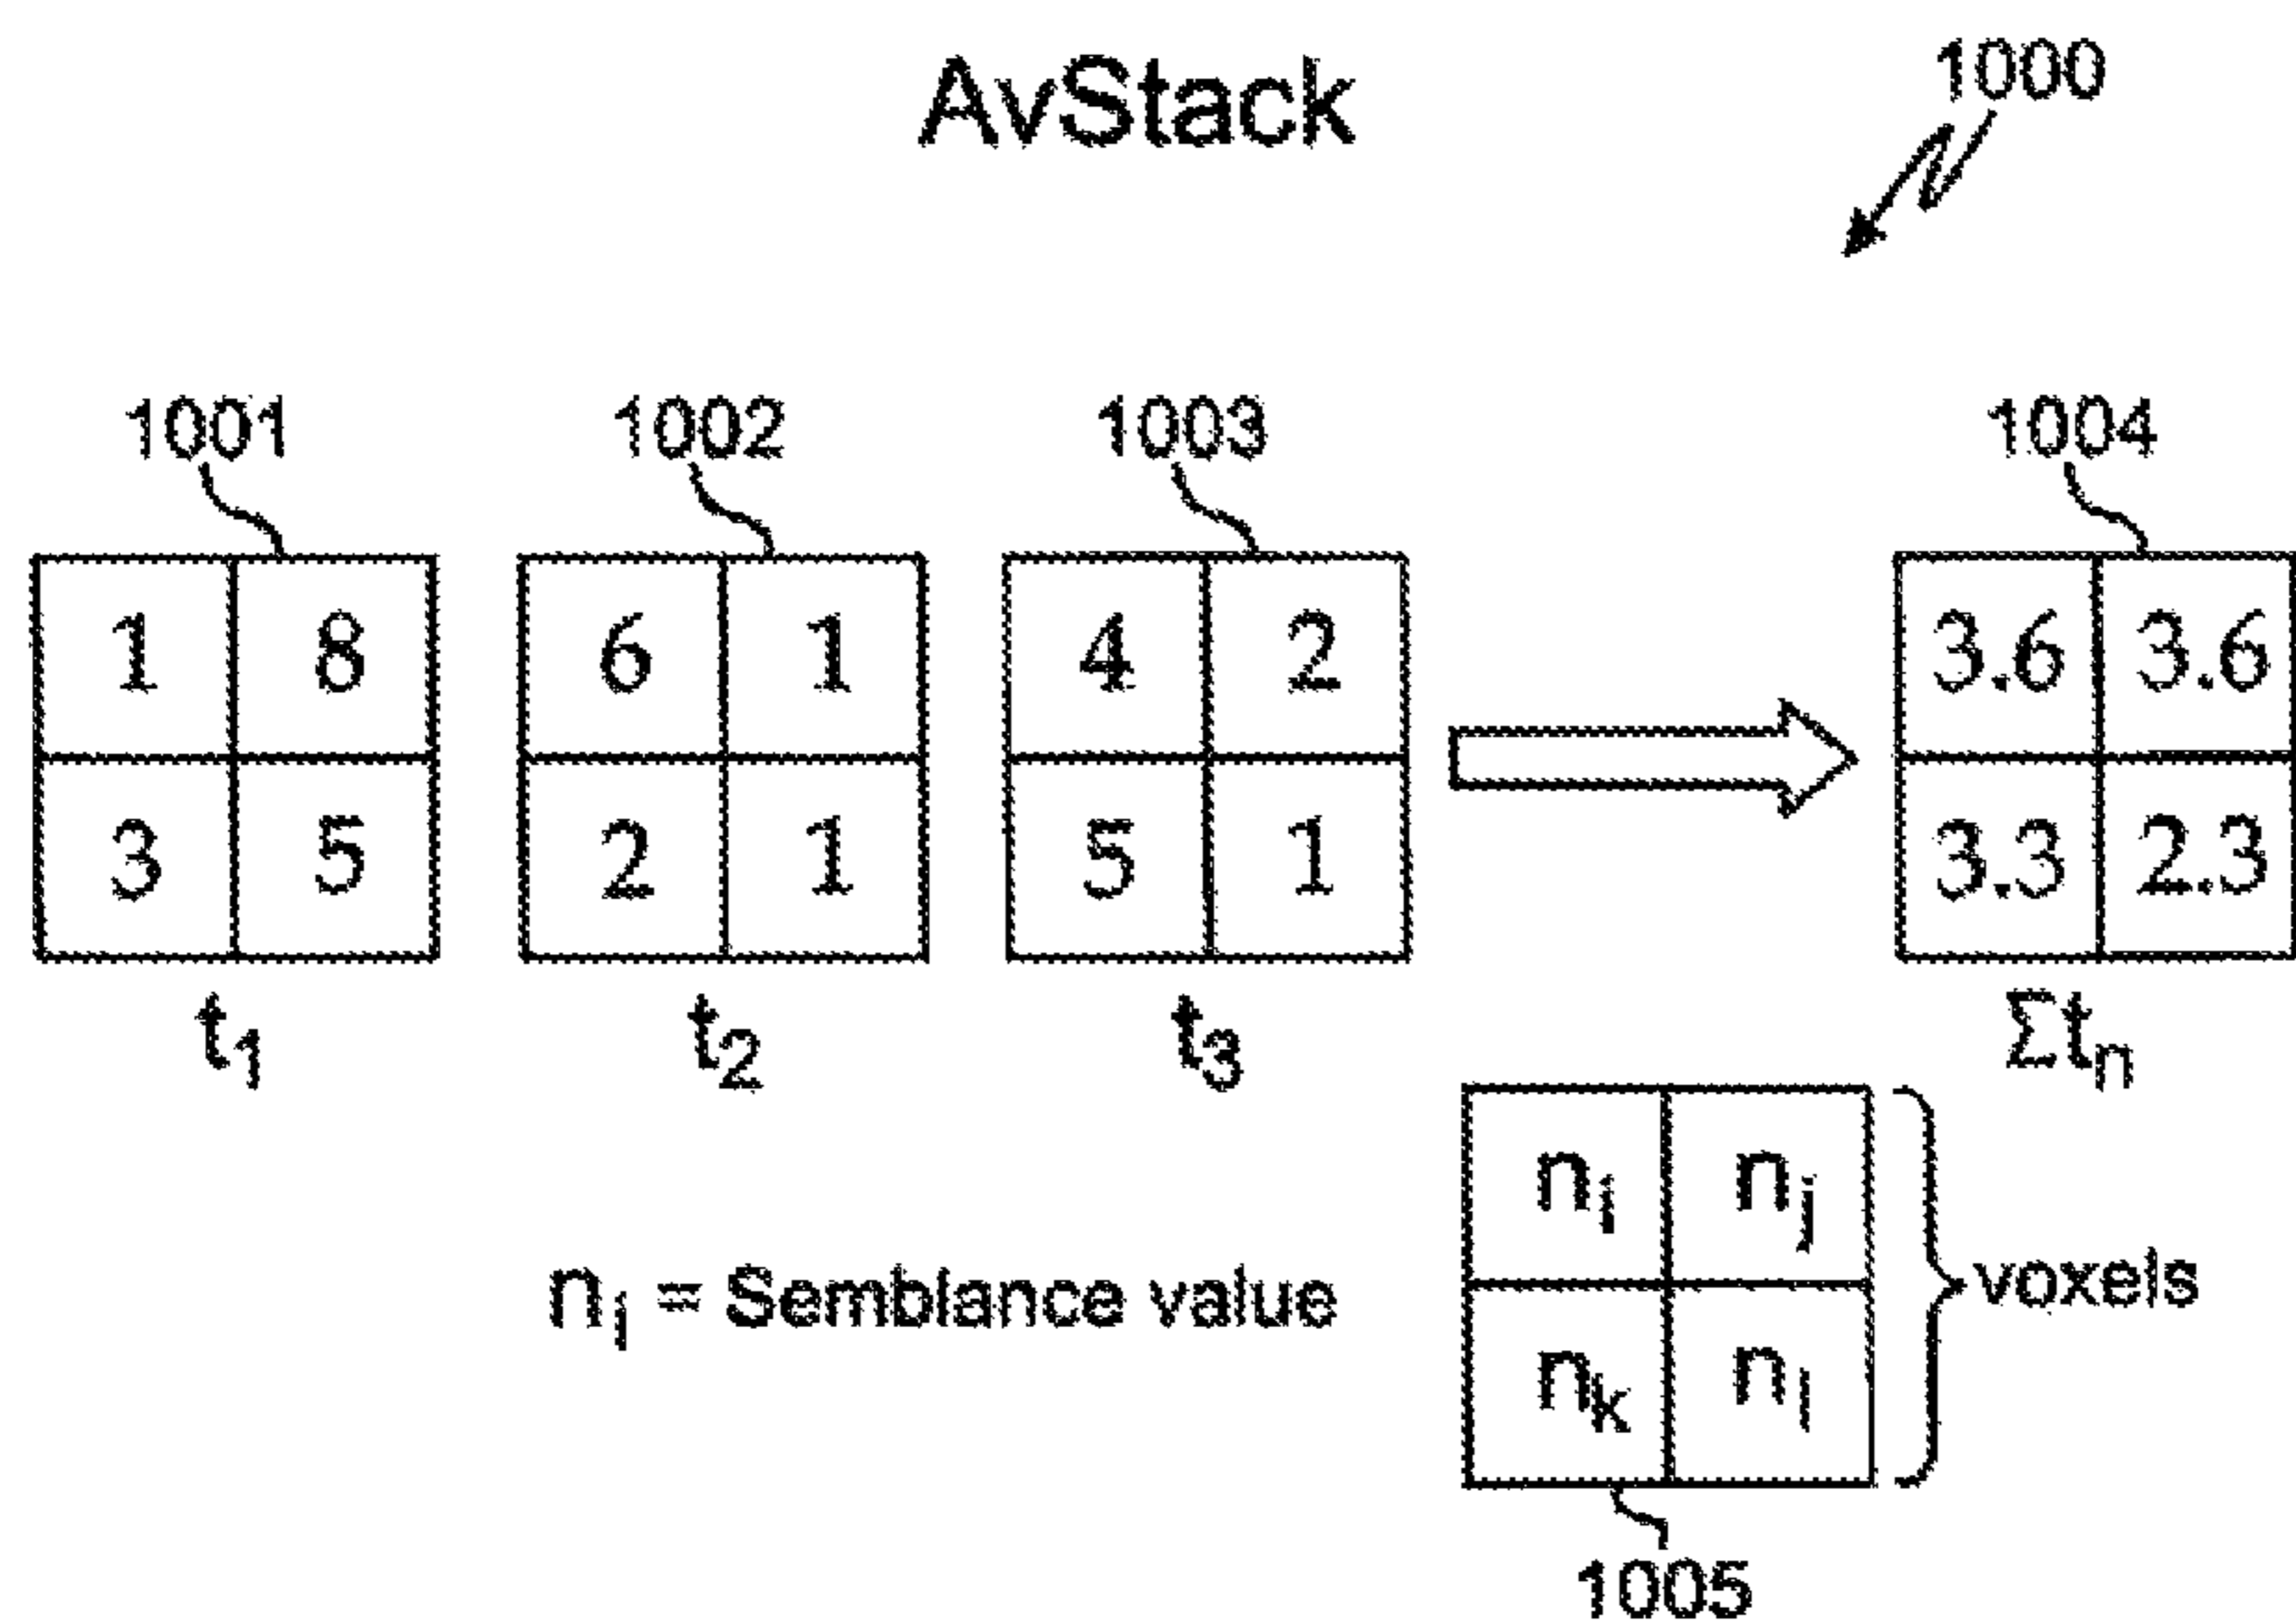 AvStack
1000
1001 1002 1003 1004
1 8 6 1 4 2 3.6 3.6
3 5 2 1 5 1 3.3 2.3
t1 t2 t3 Σtn
ni nj
ni = Semblance value
voxels
nk nl
1005